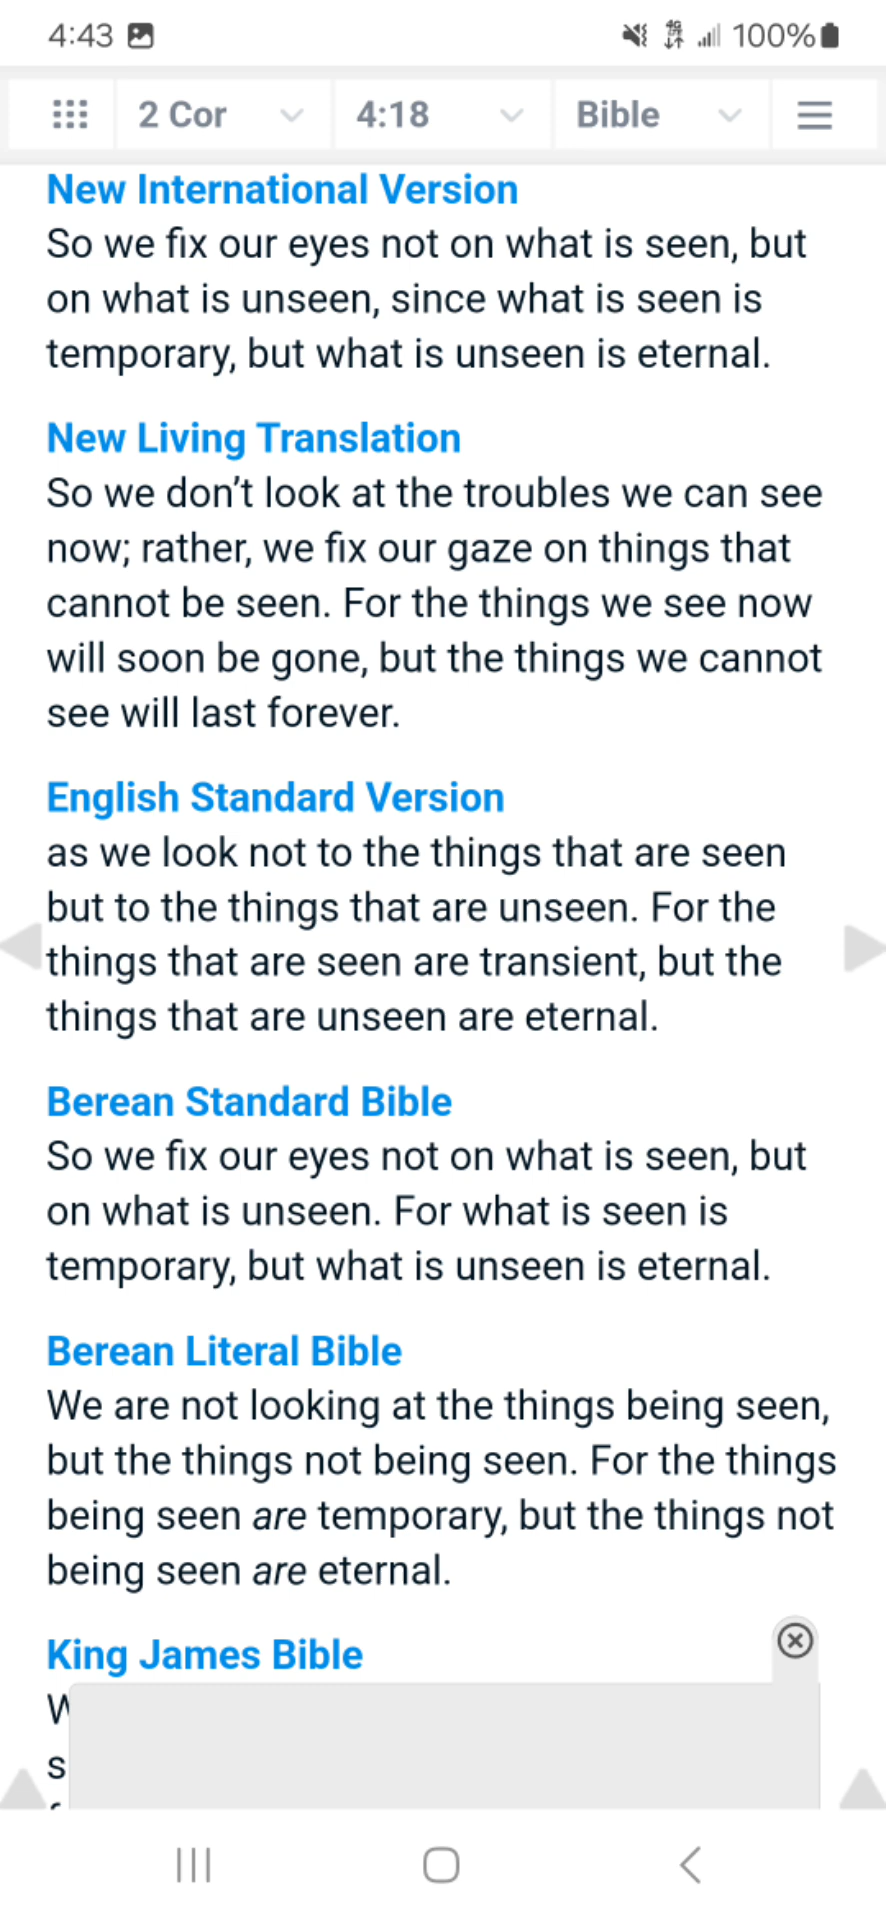 4:43 4G 100%
2 Cor 4:18 Bible
New International Version
So we fix our eyes not on what is seen, but
on what is unseen, since what is seen is
temporary, but what is unseen is eternal.
New Living Translation
So we don’t look at the troubles we can see
now; rather, we fix our gaze on things that
cannot be seen. For the things we see now
will soon be gone, but the things we cannot
see will last forever.
English Standard Version
as we look not to the things that are seen
but to the things that are unseen. For the
things that are seen are transient, but the
things that are unseen are eternal.
Berean Standard Bible
So we fix our eyes not on what is seen, but
on what is unseen. For what is seen is
temporary, but what is unseen is eternal.
Berean Literal Bible
We are not looking at the things being seen,
but the things not being seen. For the things
being seen are temporary, but the things not
being seen are eternal.
King James Bible